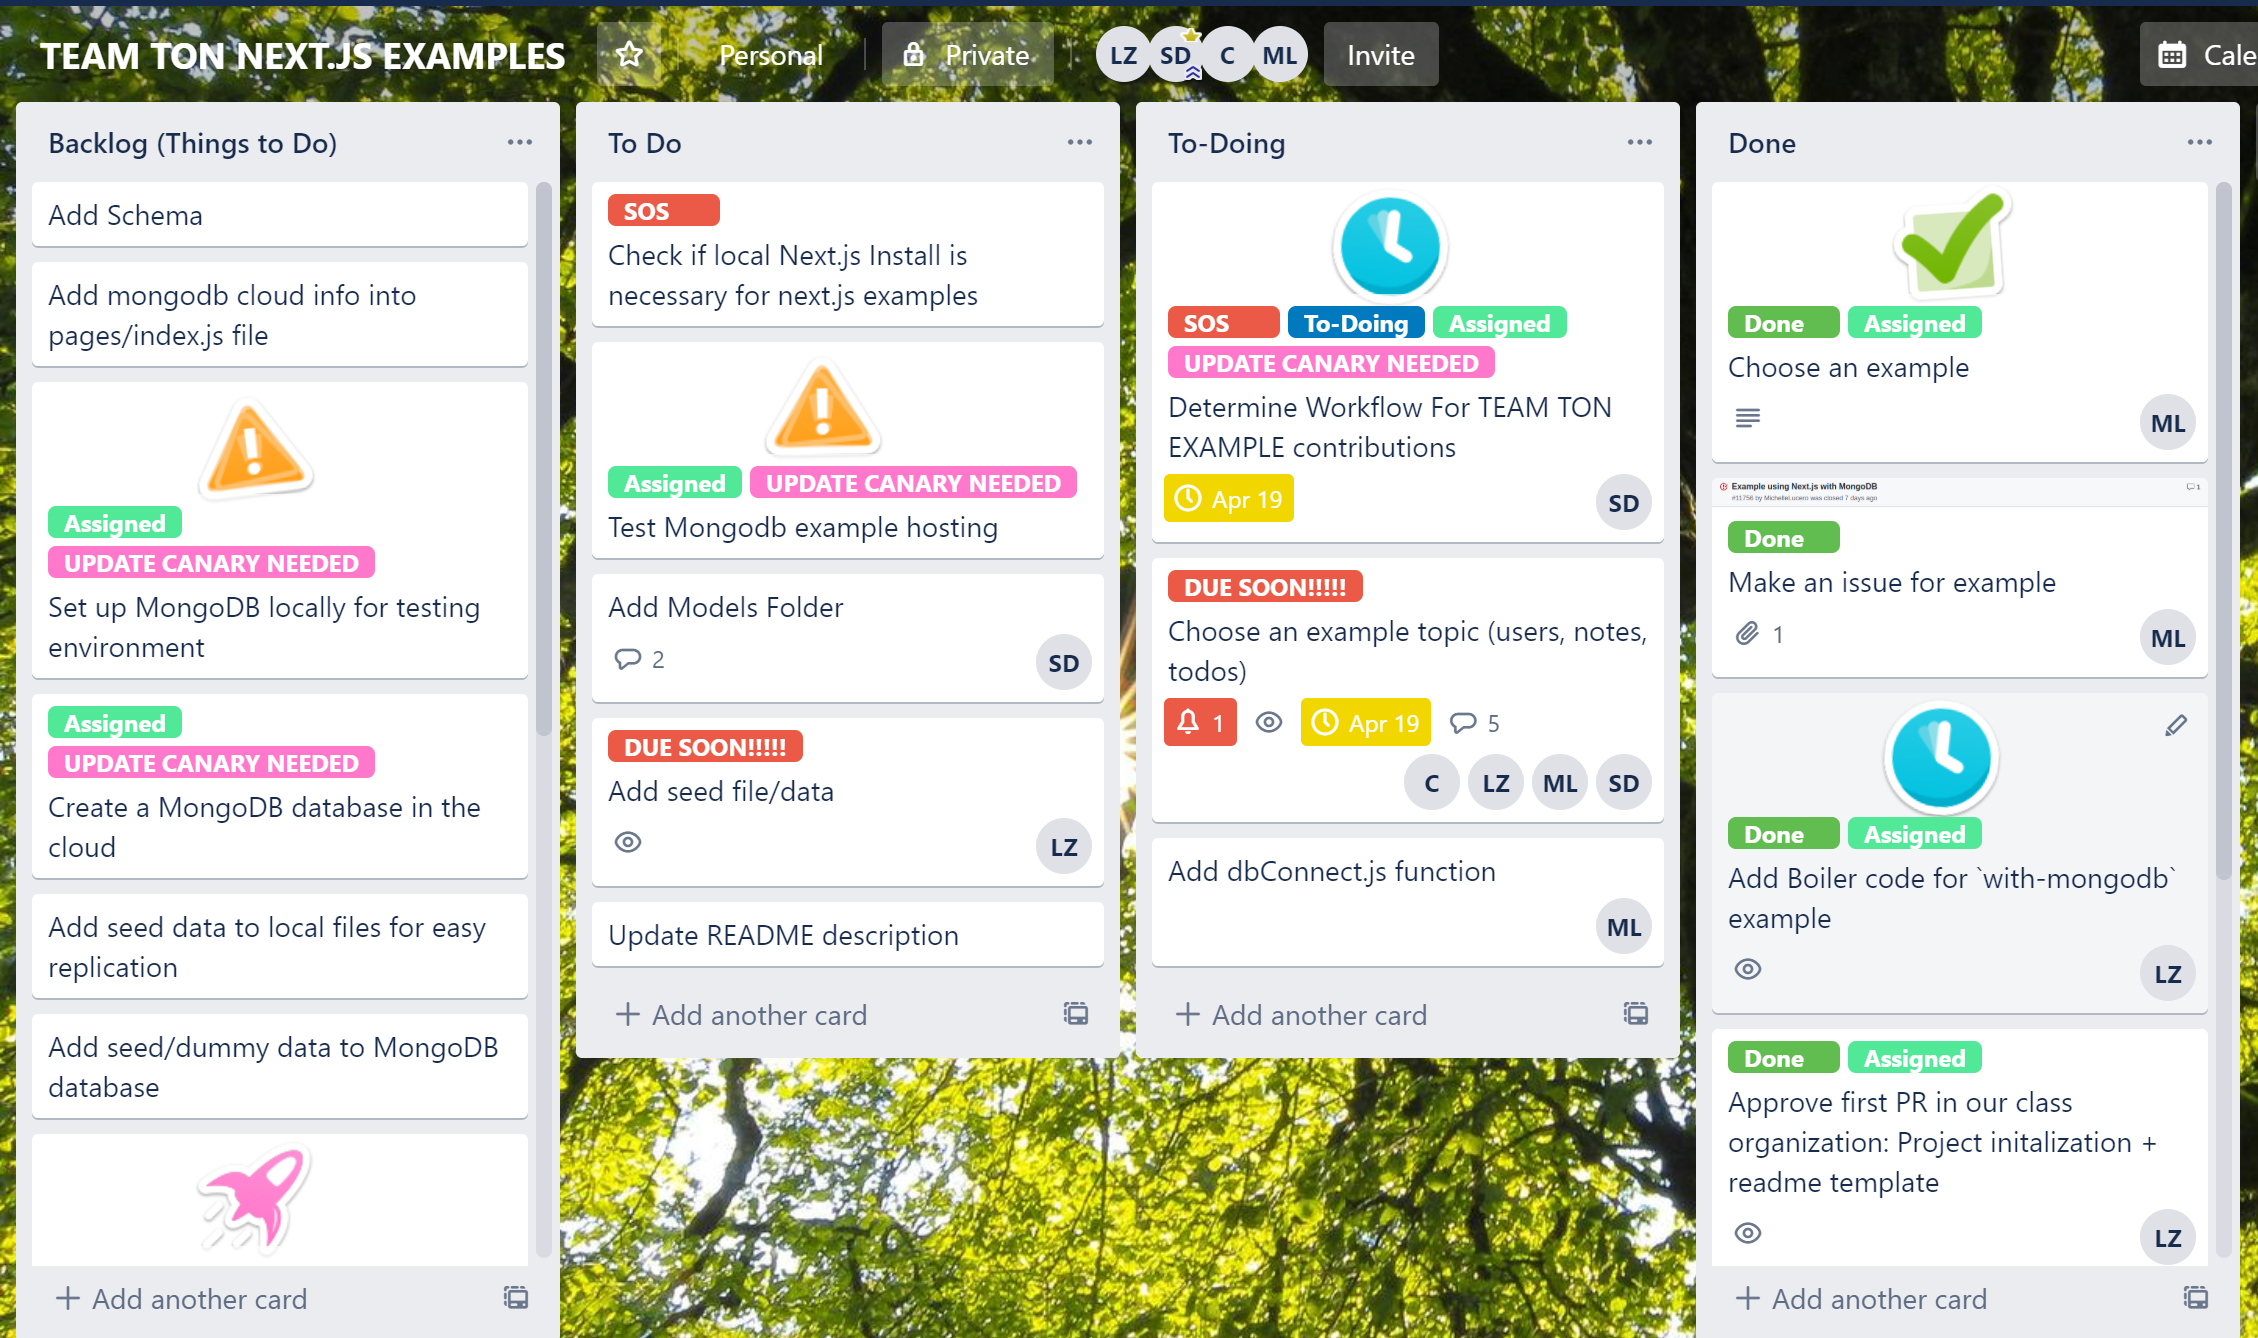 TEAM TON NEXT.JS EXAMPLES
Personal
Private
LZ SD C ML
Invite
Cale
Backlog (Things to Do)
Add Schema
Add mongodb cloud info into
pages/index.js file
Assigned
UPDATE CANARY NEEDED
Set up MongoDB locally for testing
environment
Assigned
UPDATE CANARY NEEDED
Create a MongoDB database in the
cloud
Add seed data to local files for easy
replication
Add seed/dummy data to MongoDB
database
+ Add another card
To Do
SOS
Check if local Next.js Install is
necessary for next.js examples
Assigned UPDATE CANARY NEEDED
Test Mongodb example hosting
Add Models Folder
2
SD
DUE SOON!!!!!
Add seed file/data
LZ
Update README description
+ Add another card
To-Doing
SOS To-Doing Assigned
UPDATE CANARY NEEDED
Determine Workflow For TEAM TON
EXAMPLE contributions
Apr 19
SD
DUE SOON!!!!!
Choose an example topic (users, notes,
todos)
1 Apr 19 5
C LZ ML SD
Add dbConnect.js function
ML
+ Add another card
Done
Done Assigned
Choose an example
ML
Example using Next.js with MongoDB
1
#11756 by MichelleLucero was closed 7 days ago
Done
Make an issue for example
1
ML
Done Assigned
Add Boiler code for `with-mongodb`
example
LZ
Done Assigned
Approve first PR in our class
organization: Project initalization +
readme template
LZ
+ Add another card